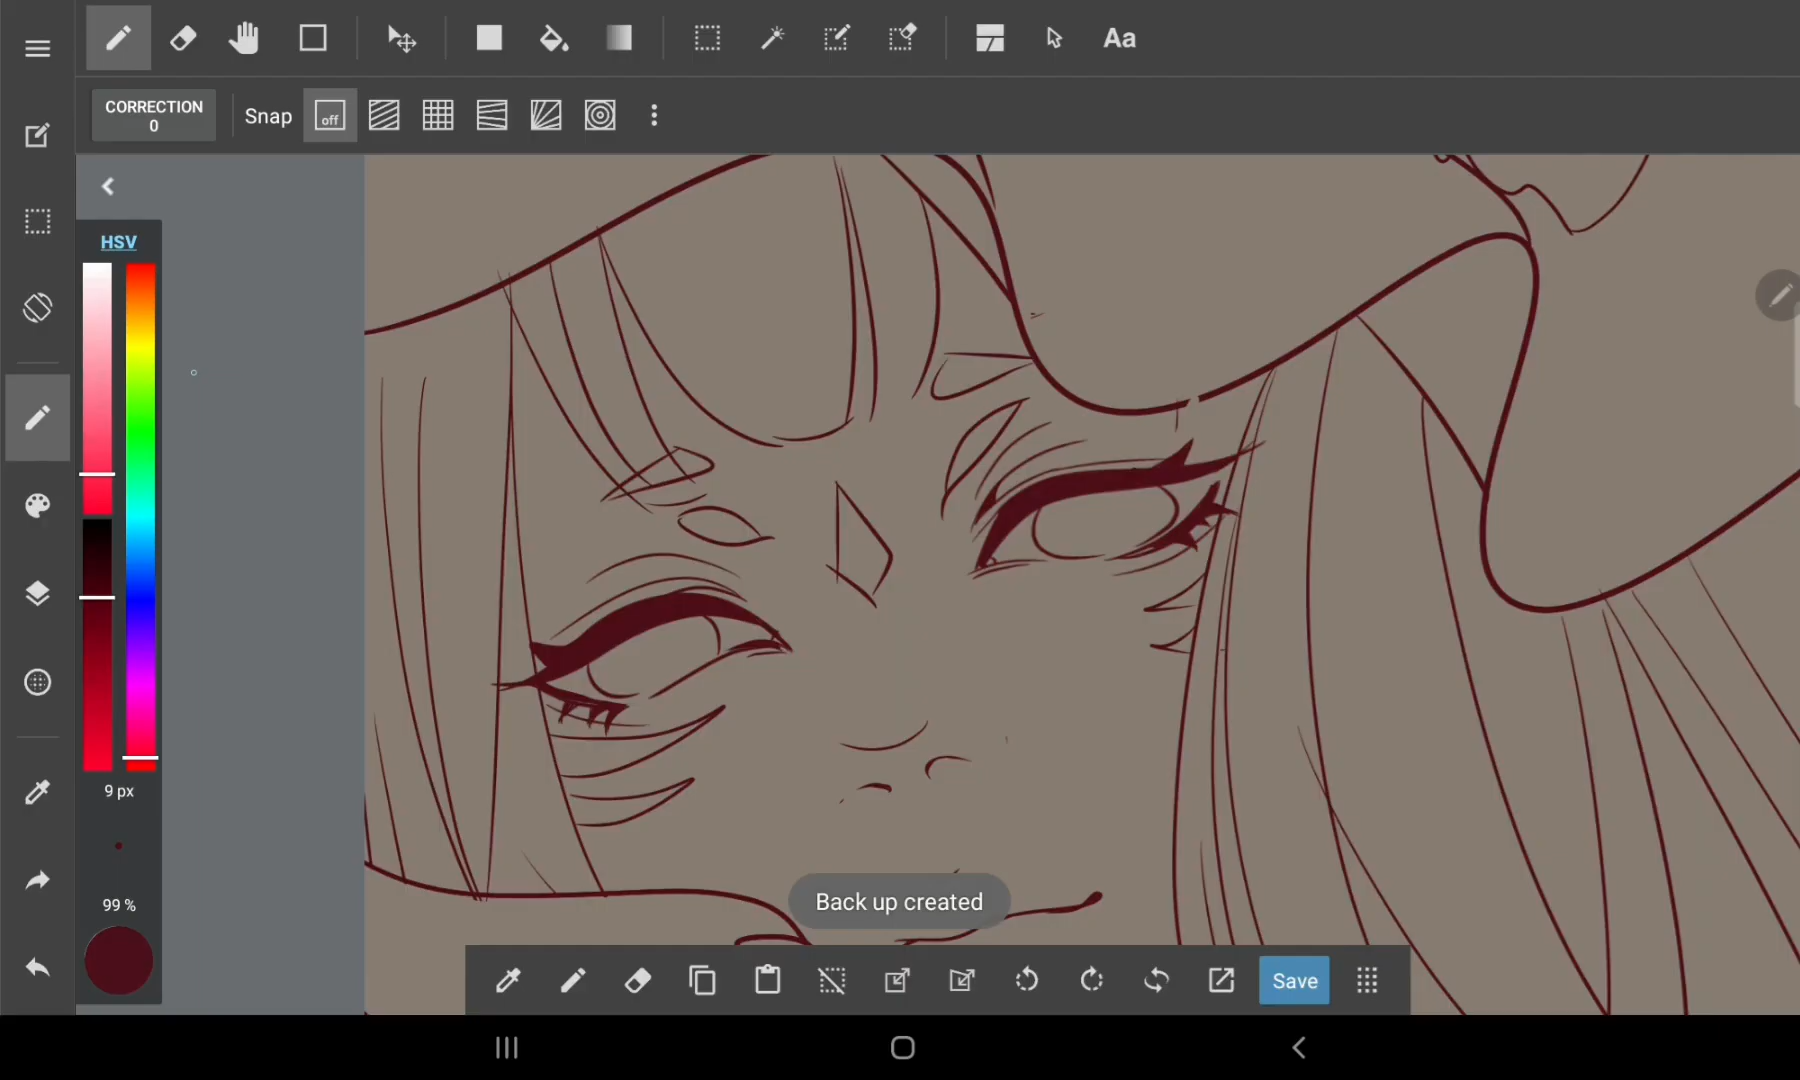 Aa
CORRECTION
0
Snap
off
HSV
9 px
99 %
Back up created
Save